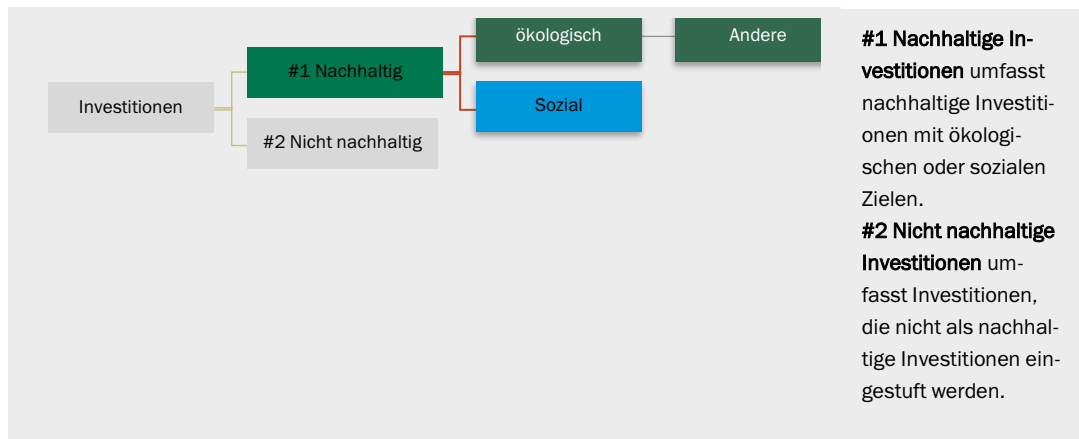 ökologisch
Andere
#1 Nachhaltig
Sozial
Investitionen
#2 Nicht nachhaltig
#1 Nachhaltige In-
vestitionen umfasst
nachhaltige Investiti-
onen mit ökologi-
schen oder sozialen
Zielen.
#2 Nicht nachhaltige
Investitionen um-
fasst Investitionen,
die nicht als nachhal-
tige Investitionen ein-
gestuft werden.